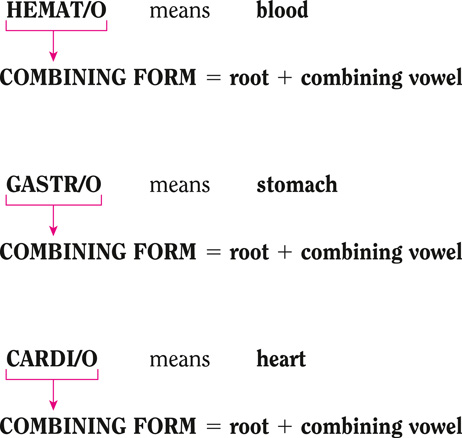 HEMAT/O means blood
COMBINING FORM = root + combining vowel
GASTR/O means stomach
COMBINING FORM = root + combining vowel
CARDI/O means heart
COMBINING FORM = root + combining vowel